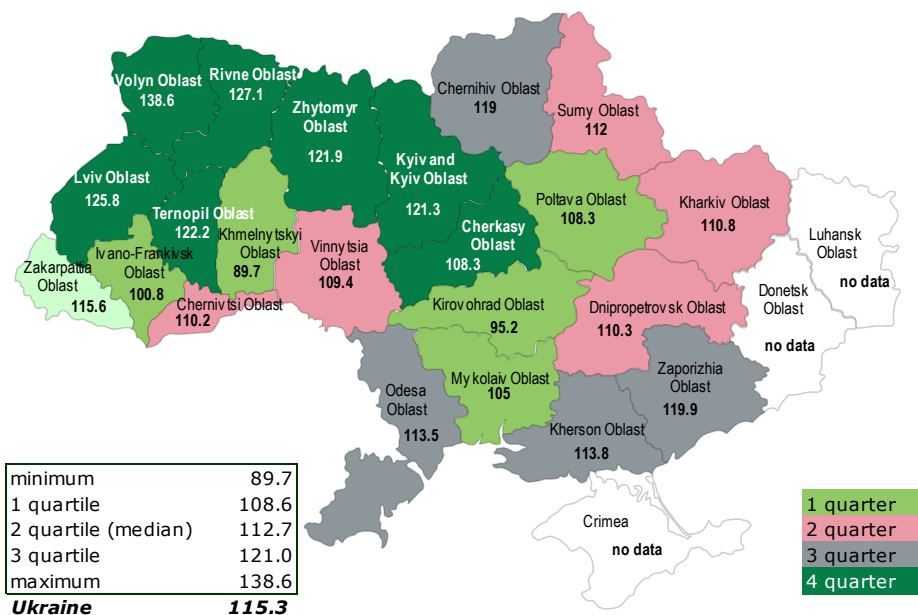 Volyn Oblast
138.6
Rivne Oblast
127.1
Zhytomyr
Oblast
121.9
Kyiv and
Kyiv Oblast
121.3
Chernihiv Oblast
119
Sumy Oblast
112
Lviv Oblast
125.8
Ternopil Oblast
122.2
Khmelnytskyi
Oblast
89.7
Vinnytsia
Oblast
109.4
Cherkasy
Oblast
108.3
Poltava Oblast
108.3
Kharkiv Oblast
110.8
Luhansk
Oblast
no data
Zakarpattia
Oblast
115.6
Ivano-Frankivsk
Oblast
100.8
Chernivtsi Oblast
110.2
Kirovohrad Oblast
95.2
Dnipropetrovsk Oblast
110.3
Donetsk
Oblast
no data
Odesa
Oblast
113.5
Mykolaiv Oblast
105
Kherson Oblast
113.8
Zaporizhia
Oblast
119.9
Crimea
no data
minimum 89.7
1 quartile 108.6
2 quartile (median) 112.7
3 quartile 121.0
maximum 138.6
Ukraine 115.3
1 quarter
2 quarter
3 quarter
4 quarter